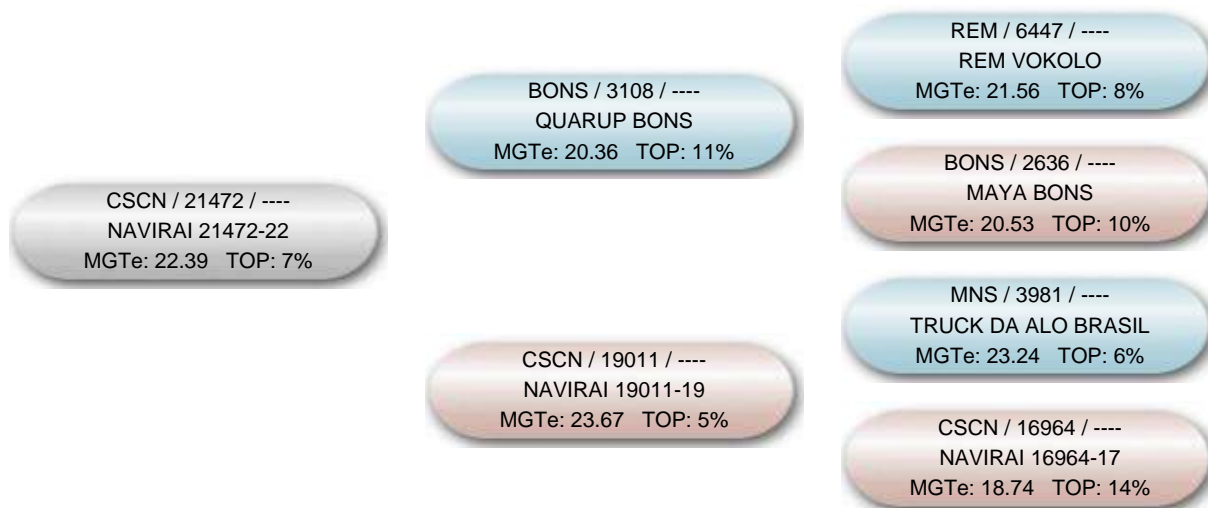 CSCN / 21472 / ----
NAVIRAI 21472-22
MGTe: 22.39 TOP: 7%
BONS / 3108 / ----
QUARUP BONS
MGTe: 20.36 TOP: 11%
CSCN / 19011 / ----
NAVIRAI 19011-19
MGTe: 23.67 TOP: 5%
REM / 6447 / ----
REM VOKOLO
MGTe: 21.56 TOP: 8%
BONS / 2636 / ----
MAYA BONS
MGTe: 20.53 TOP: 10%
MNS / 3981 / ----
TRUCK DA ALO BRASIL
MGTe: 23.24 TOP: 6%
CSCN / 16964 / ----
NAVIRAI 16964-17
MGTe: 18.74 TOP: 14%